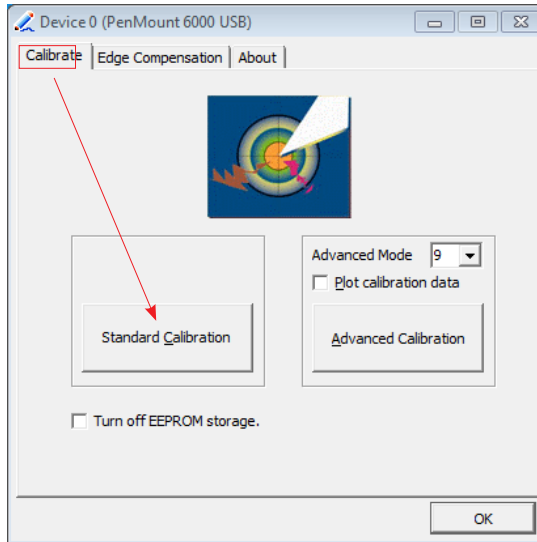 Device 0 (PenMount 6000 USB)
Calibrate Edge Compensation About
Advanced Mode 9
Plot calibration data
Standard Calibration
Advanced Calibration
Turn off EEPROM storage.
OK